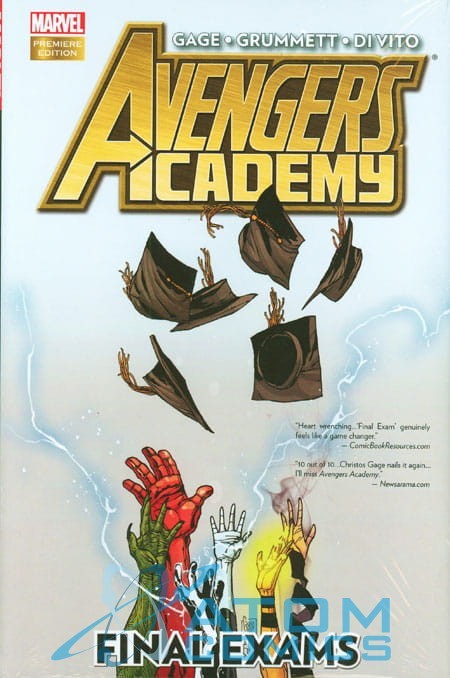 MARVEL
PREMIERE
EDITION
GAGE • GRUMMETT • DI VITO
AVENGERS
ACADEMY
®
"Heart wrenching...'Final Exam' genuinely
feels like a game changer."
— ComicBookResources.com
"10 out of 10...Christos Gage nails it again...
I'll miss Avengers Academy."
— Newsarama.com
ATOM
COMICS
FINAL EXAMS